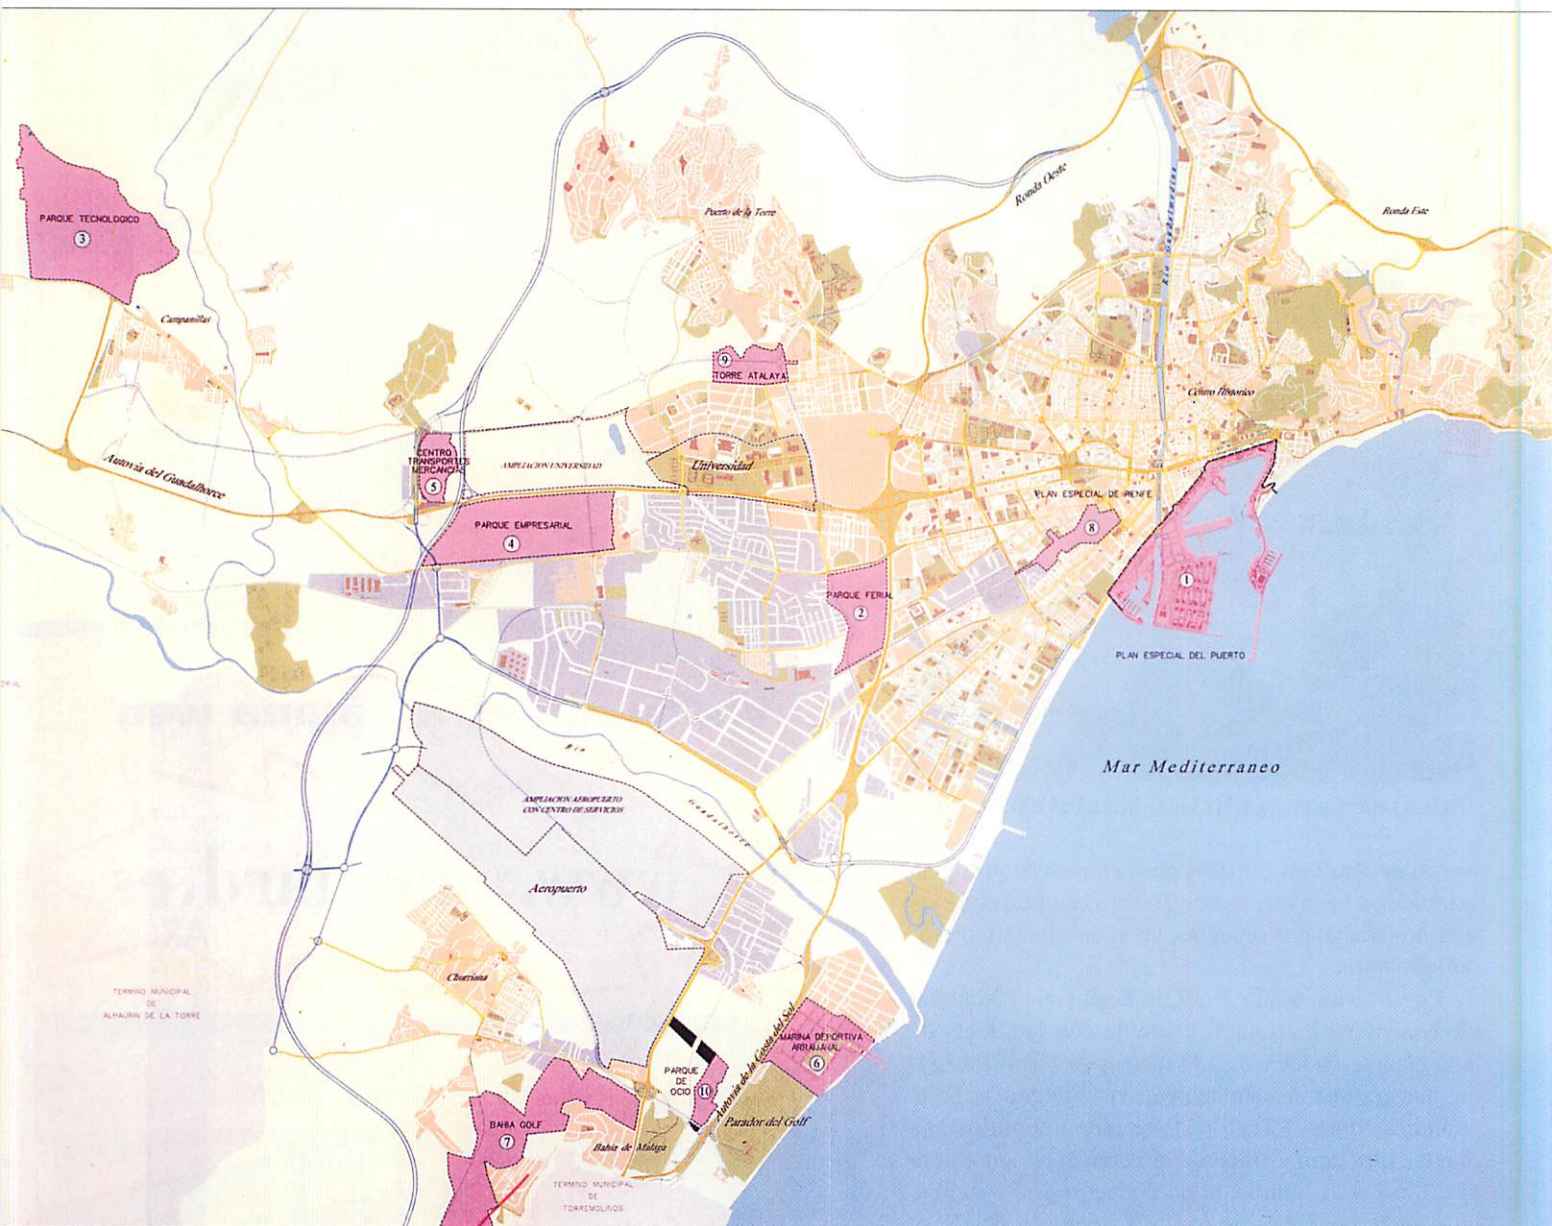 Ronda Oeste
Rio Guadalmedina
Ronda Este
PARQUE TECNOLOGICO
3
Puerto de la Torre
Campanillas
9
TORRE ATALAYA
Centro Historico
Autovia del Guadalhorce
CENTRO
TRANSPORTES
MERCANCIAS
5
AMPLIACION UNIVERSIDAD
Universidad
PLAN ESPECIAL DE RENFE
8
PARQUE EMPRESARIAL
4
PARQUE FERIAL
2
1
PLAN ESPECIAL DEL PUERTO
Rio
Guadalhorce
Mar Mediterraneo
AMPLIACION AEROPUERTO
CON CENTRO DE SERVICIOS
Aeropuerto
Churriana
TERMINO MUNICIPAL
DE
ALHAURIN DE LA TORRE
Autovia de la Costa del Sol
MARINA DEPORTIVA
ARRAIJANAL
6
PARQUE
DE
OCIO
10
BAHIA GOLF
7
Bahia de Malaga
Parador del Golf
TERMINO MUNICIPAL
DE
TORREMOLINOS